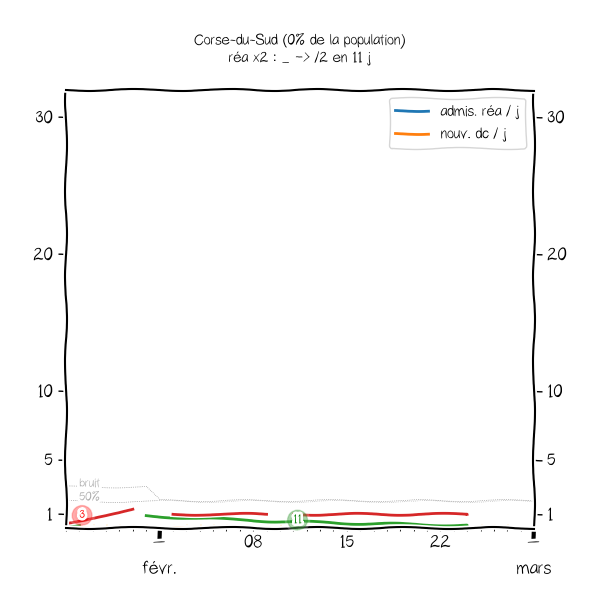 Corse-du-Sud (0% de la population)
réa x2 : _ -> /2 en 11 j
admis. réa / j
nouv. dc / j
30
30
20
20
10
10
5
5
bruit
50%
1
3
11
1
08
15
22
févr.
mars